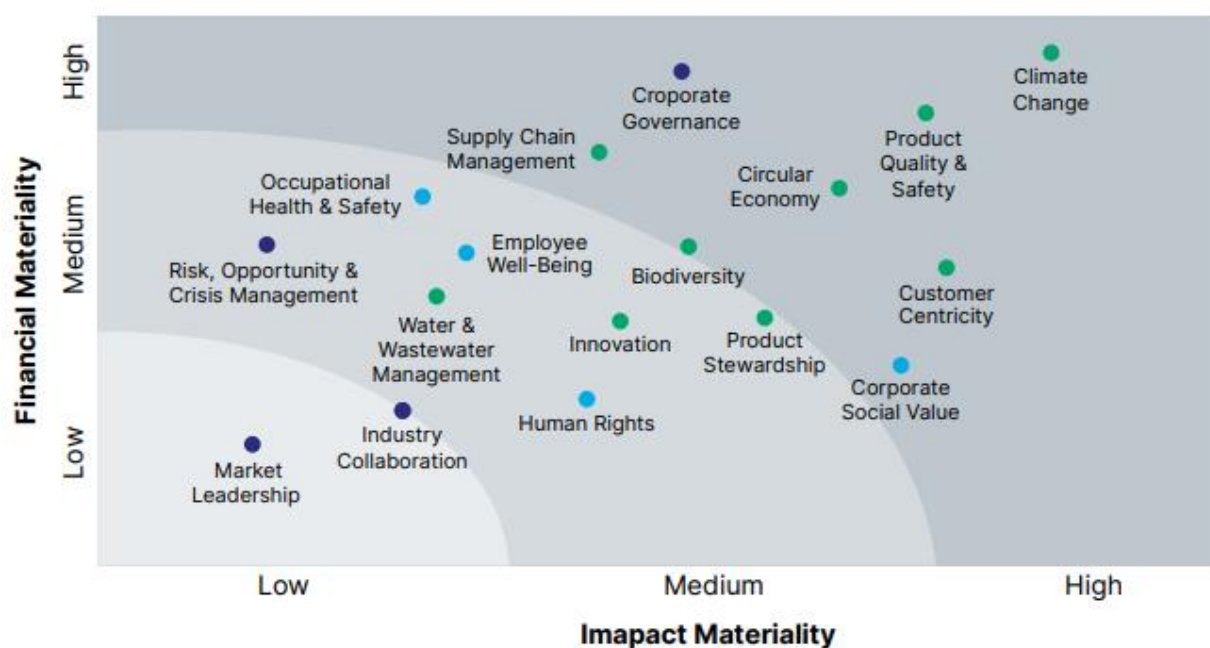 High
Medium
Low
Financial Materiality
Climate
Change
Croporate
Governance
Product
Quality &
Safety
Supply Chain
Management
Circular
Economy
Occupational
Health & Safety
Employee
Well-Being
Biodiversity
Risk, Opportunity &
Crisis Management
Customer
Centricity
Water &
Wastewater
Management
Innovation
Product
Stewardship
Corporate
Social Value
Human Rights
Industry
Collaboration
Market
Leadership
Low
Medium
High
Imapact Materiality